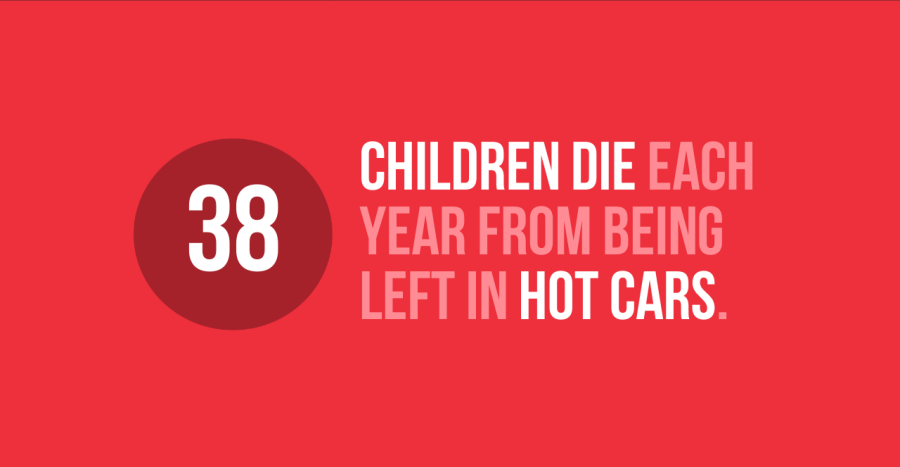 38
CHILDREN DIE EACH
YEAR FROM BEING
LEFT IN HOT CARS.